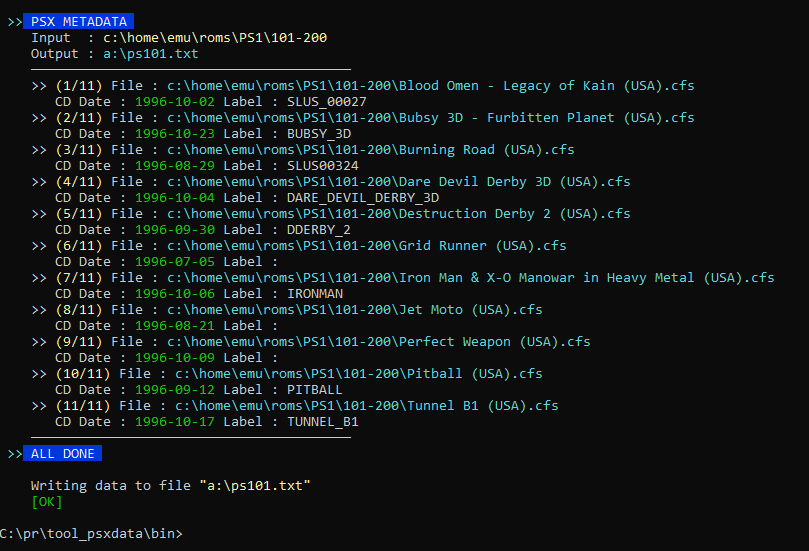 >> PSX METADATA
Input : c:\home\emu\roms\PS1\101-200
Output : a:\ps101.txt
>> (1/11) File : c:\home\emu\roms\PS1\101-200\Blood Omen - Legacy of Kain (USA).cfs
CD Date : 1996-10-02 Label : SLUS_00027
>> (2/11) File : c:\home\emu\roms\PS1\101-200\Bubsy 3D - Furbitten Planet (USA).cfs
CD Date : 1996-10-23 Label : BUBSY_3D
>> (3/11) File : c:\home\emu\roms\PS1\101-200\Burning Road (USA).cfs
CD Date : 1996-08-29 Label : SLUS00324
>> (4/11) File : c:\home\emu\roms\PS1\101-200\Dare Devil Derby 3D (USA).cfs
CD Date : 1996-10-04 Label : DARE_DEVIL_DERBY_3D
>> (5/11) File : c:\home\emu\roms\PS1\101-200\Destruction Derby 2 (USA).cfs
CD Date : 1996-09-30 Label : DDERBY_2
>> (6/11) File : c:\home\emu\roms\PS1\101-200\Grid Runner (USA).cfs
CD Date : 1996-07-05 Label :
>> (7/11) File : c:\home\emu\roms\PS1\101-200\Iron Man & X-O Manowar in Heavy Metal (USA).cfs
CD Date : 1996-10-06 Label : IRONMAN
>> (8/11) File : c:\home\emu\roms\PS1\101-200\Jet Moto (USA).cfs
CD Date : 1996-08-21 Label :
>> (9/11) File : c:\home\emu\roms\PS1\101-200\Perfect Weapon (USA).cfs
CD Date : 1996-10-09 Label :
>> (10/11) File : c:\home\emu\roms\PS1\101-200\Pitball (USA).cfs
CD Date : 1996-09-12 Label : PITBALL
>> (11/11) File : c:\home\emu\roms\PS1\101-200\Tunnel B1 (USA).cfs
CD Date : 1996-10-17 Label : TUNNEL_B1
>> ALL DONE
Writing data to file "a:\ps101.txt"
[OK]
C:\pr\tool_psxdata\bin>